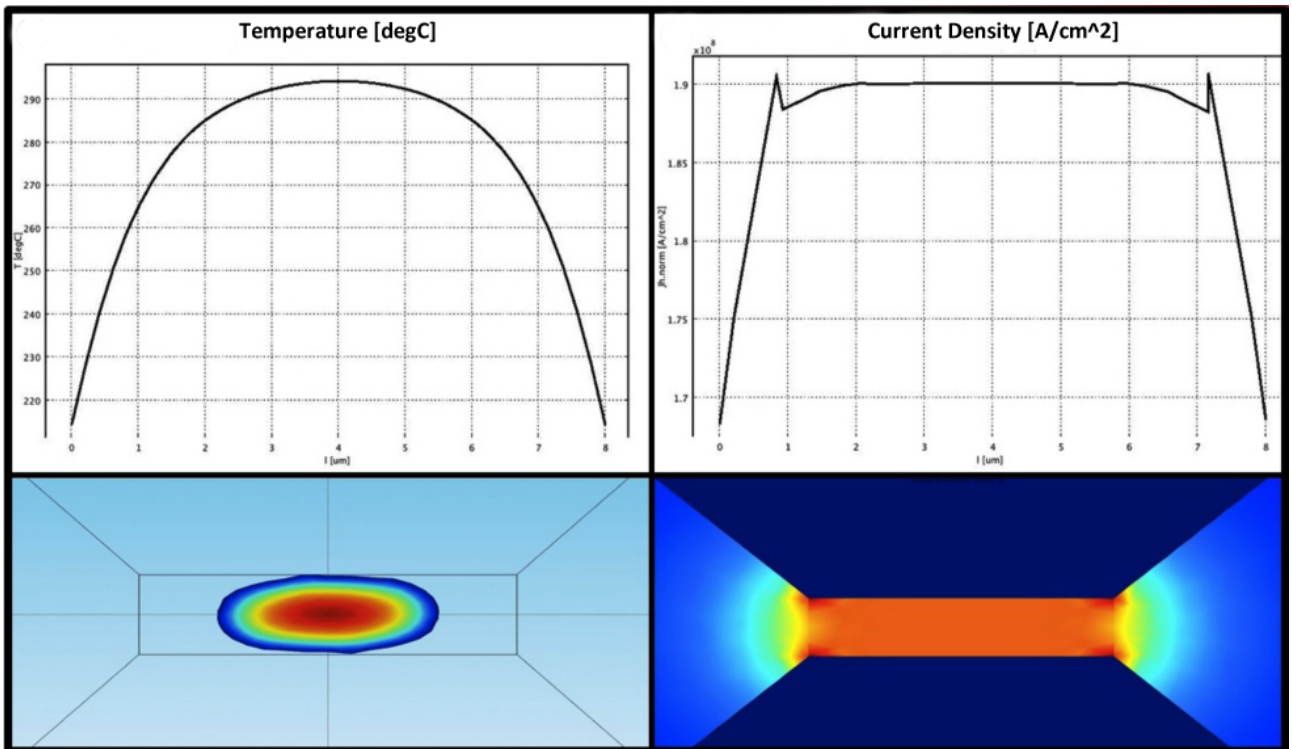 Temperature [degC]
290
280
270
260
250
240
230
220
T [degC]
0 1 2 3 4 5 6 7 8
l [um]
Current Density [A/cm^2]
x10^8
1.9
1.85
1.8
1.75
1.7
Jh.norm [A/cm^2]
0 1 2 3 4 5 6 7 8
l [um]